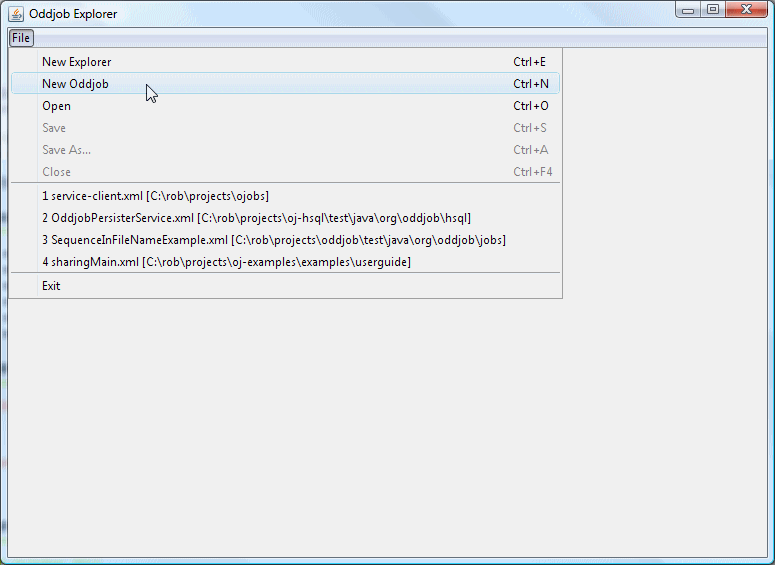 Oddjob Explorer
File
New Explorer Ctrl+E
New Oddjob Ctrl+N
Open Ctrl+O
Save Ctrl+S
Save As... Ctrl+A
Close Ctrl+F4
1 service-client.xml [C:\rob\projects\ojobs]
2 OddjobPersisterService.xml [C:\rob\projects\oj-hsql\test\java\org\oddjob\hsql]
3 SequenceInFileNameExample.xml [C:\rob\projects\oddjob\test\java\org\oddjob\jobs]
4 sharingMain.xml [C:\rob\projects\oj-examples\examples\userguide]
Exit